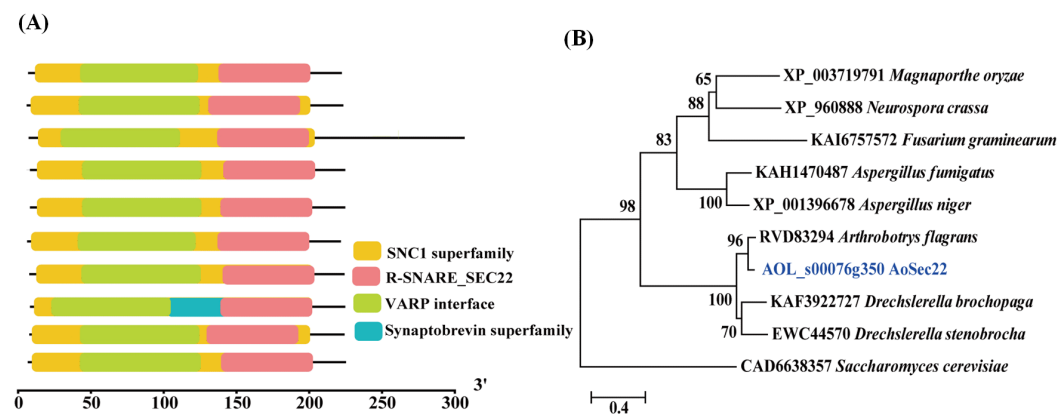 (A)
SNC1 superfamily
R-SNARE_SEC22
VARP interface
Synaptobrevin superfamily
3'
0 50 100 150 200 250 300
(B)
65
88
83
100
98
96
100
70
XP_003719791 Magnaporthe oryzae
XP_960888 Neurospora crassa
KAI6757572 Fusarium graminearum
KAH1470487 Aspergillus fumigatus
XP_001396678 Aspergillus niger
RVD83294 Arthrobotrys flagrans
AOL_s00076g350 AoSec22
KAF3922727 Drechslerella brochopaga
EWC44570 Drechslerella stenobrocha
CAD6638357 Saccharomyces cerevisiae
0.4